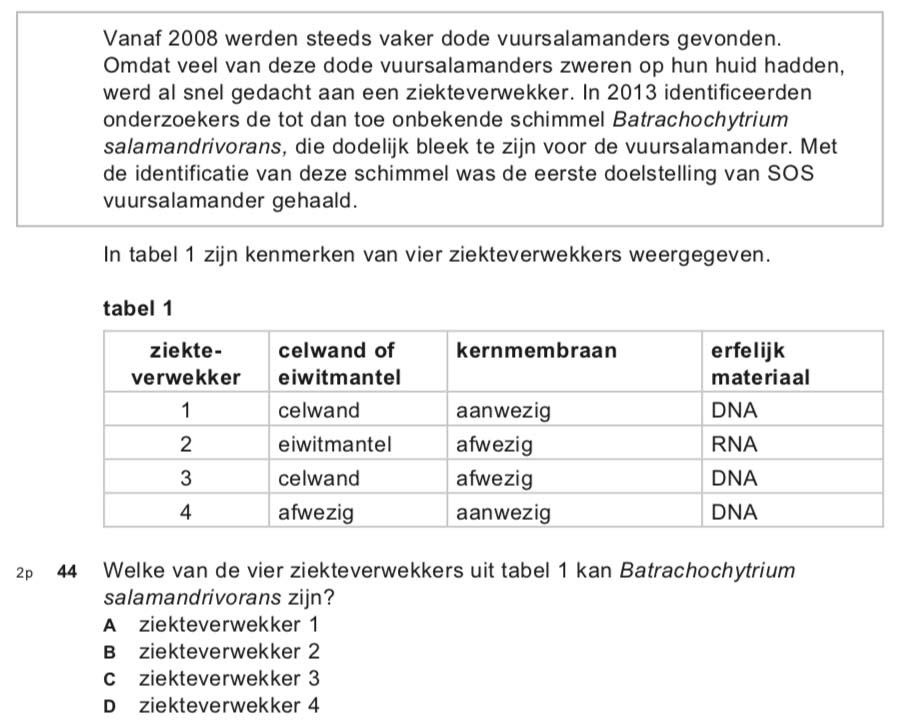 Vanaf 2008 werden steeds vaker dode vuursalamanders gevonden.
Omdat veel van deze dode vuursalamanders zweren op hun huid hadden,
werd al snel gedacht aan een ziekteverwekker. In 2013 identificeerden
onderzoekers de tot dan toe onbekende schimmel Batrachochytrium
salamandrivorans, die dodelijk bleek te zijn voor de vuursalamander. Met
de identificatie van deze schimmel was de eerste doelstelling van SOS
vuursalamander gehaald.
In tabel 1 zijn kenmerken van vier ziekteverwekkers weergegeven.
tabel 1
ziekte- celwand of kernmembraan erfelijk
verwekker eiwitmantel materiaal
1 celwand aanwezig DNA
2 eiwitmantel afwezig RNA
3 celwand afwezig DNA
4 afwezig aanwezig DNA
2p 44 Welke van de vier ziekteverwekkers uit tabel 1 kan Batrachochytrium
salamandrivorans zijn?
A ziekteverwekker 1
B ziekteverwekker 2
C ziekteverwekker 3
D ziekteverwekker 4